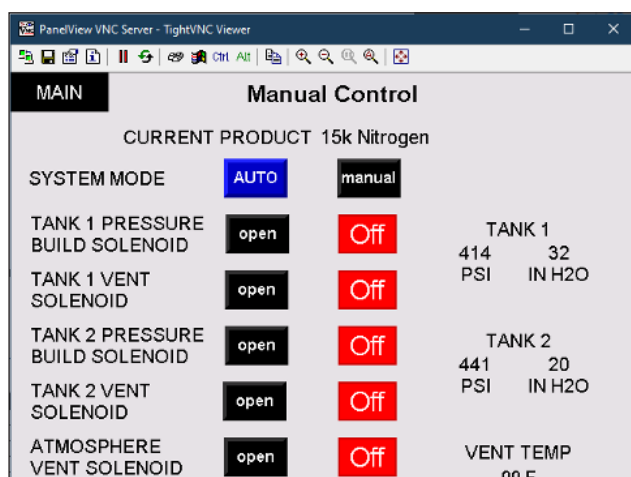 PanelView VNC Server - TightVNC Viewer
Ctrl Alt
MAIN
Manual Control
CURRENT PRODUCT 15k Nitrogen
SYSTEM MODE AUTO manual
TANK 1 PRESSURE
BUILD SOLENOID
open Off
TANK 1
414 32
PSI IN H2O
TANK 1 VENT
SOLENOID
open Off
TANK 2 PRESSURE
BUILD SOLENOID
open Off
TANK 2
441 20
PSI IN H2O
TANK 2 VENT
SOLENOID
open Off
ATMOSPHERE
VENT SOLENOID
open Off
VENT TEMP